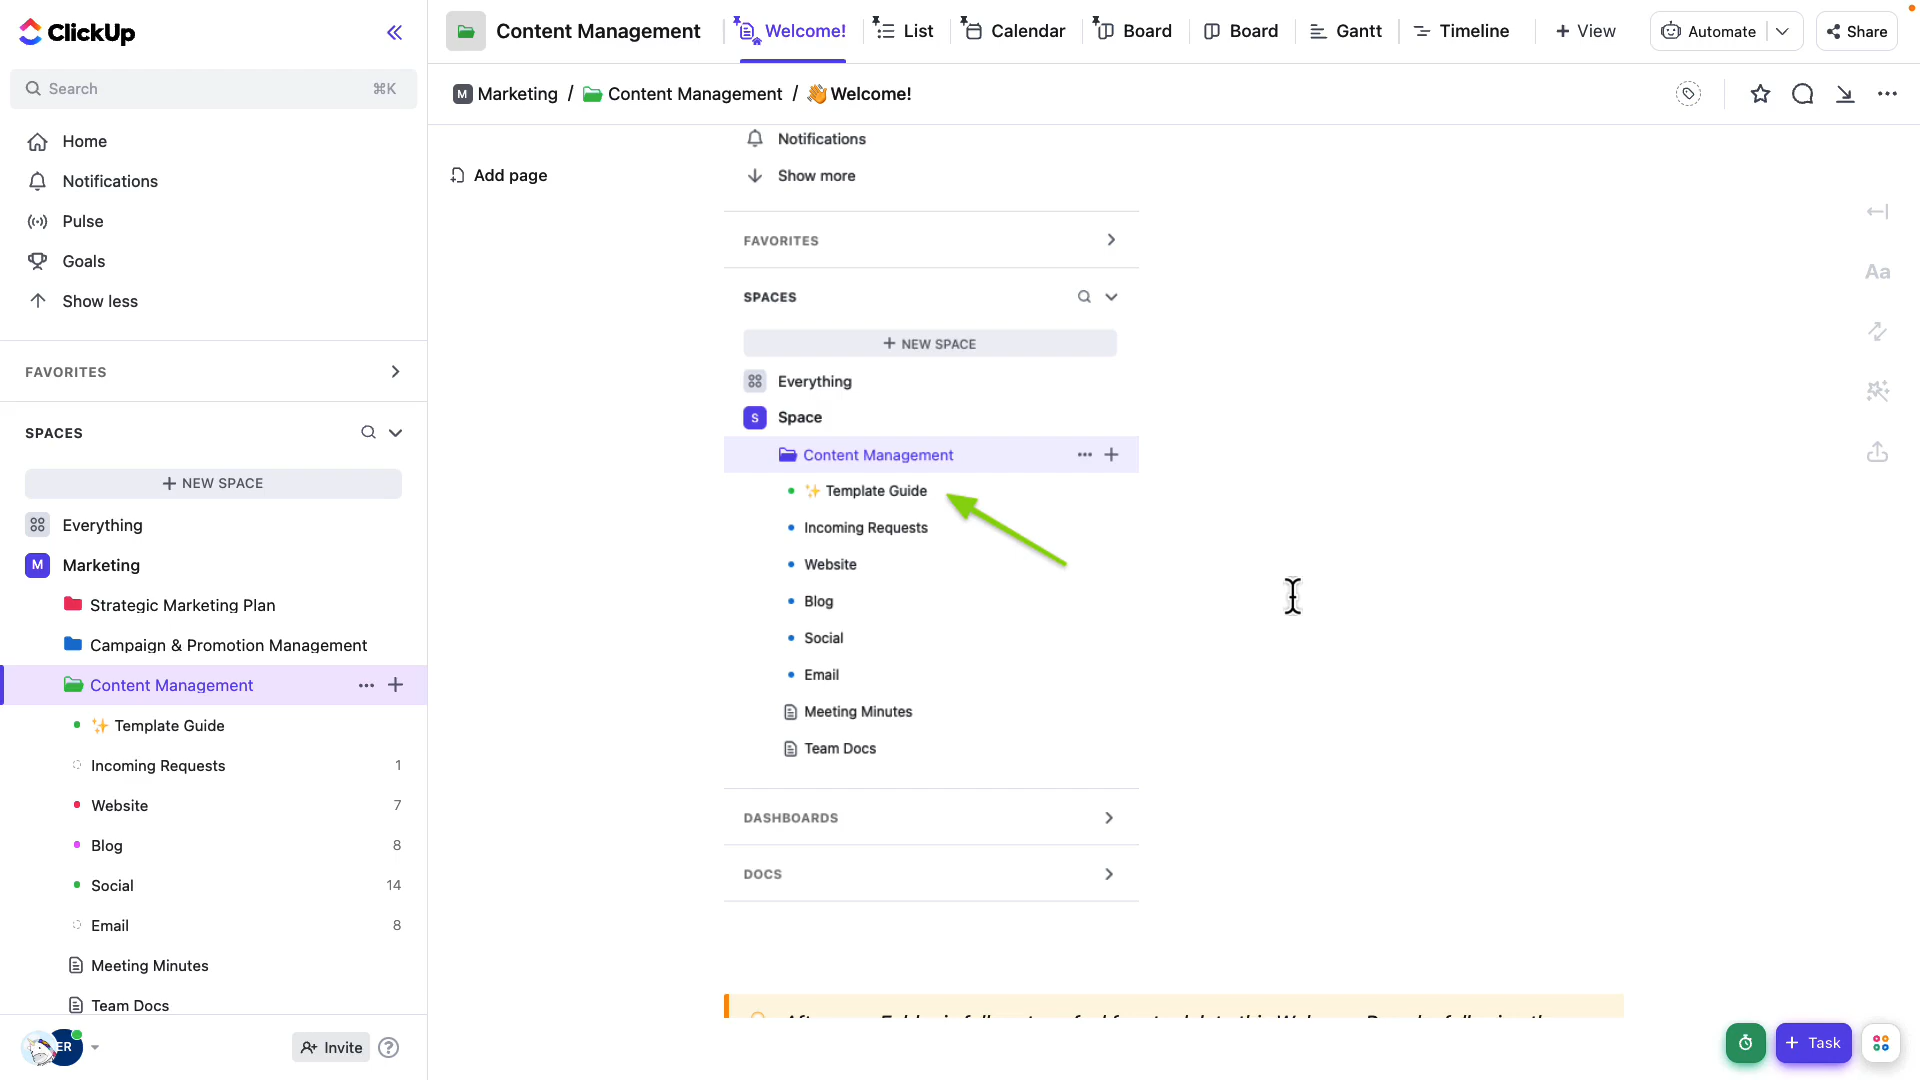 ClickUp
Search
⌘K
Home
Notifications
Pulse
Goals
Show less
FAVORITES
SPACES
+ NEW SPACE
Everything
M Marketing
Strategic Marketing Plan
Campaign & Promotion Management
Content Management
✨ Template Guide
Incoming Requests 1
Website 7
Blog 8
Social 14
Email 8
Meeting Minutes
Team Docs
ER
Invite
Content Management
Welcome!
List
Calendar
Board
Board
Gantt
Timeline
+ View
Automate
Share
M Marketing / Content Management / 👋 Welcome!
Add page
Notifications
Show more
FAVORITES
SPACES
+ NEW SPACE
Everything
S Space
Content Management
✨ Template Guide
Incoming Requests
Website
Blog
Social
Email
Meeting Minutes
Team Docs
DASHBOARDS
DOCS
Aa
+ Task